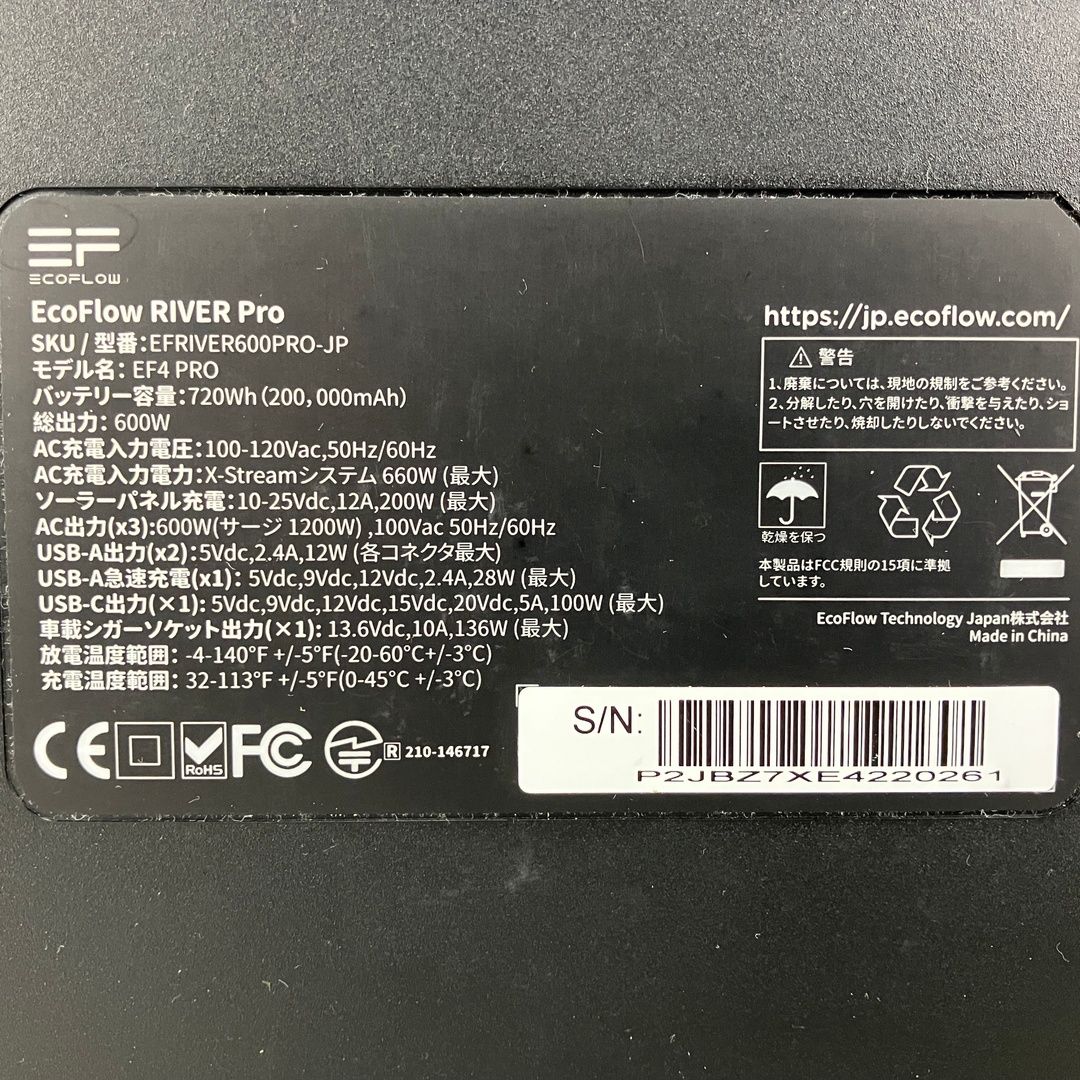 EF
ECOFLOW
EcoFlow RIVER Pro
SKU / 型番:EFRIVER600PRO-JP
モデル名: EF4 PRO
バッテリー容量:720Wh (200, 000mAh)
総出力: 600W
AC充電入力電圧:100-120Vac,50Hz/60Hz
AC充電入力電力:X-Streamシステム 660W (最大)
ソーラーパネル充電:10-25Vdc,12A,200W (最大)
AC出力(x3):600W(サージ 1200W) ,100Vac 50Hz/60Hz
USB-A出力(x2):5Vdc,2.4A,12W (各コネクタ最大)
USB-A急速充電(x1): 5Vdc,9Vdc,12Vdc,2.4A,28W (最大)
USB-C出力(×1): 5Vdc,9Vdc,12Vdc,15Vdc,20Vdc,5A,100W (最大)
車載シガーソケット出力(×1): 13.6Vdc,10A,136W (最大)
放電温度範囲: -4-140°F +/-5°F(-20-60°C+/-3°C)
充電温度範囲: 32-113°F +/-5°F(0-45°C +/-3°C)
CE RoHS FC R 210-146717
https://jp.ecoflow.com/
警告
1、廃棄については、現地の規制をご参考ください。
2、分解したり、穴を開けたり、衝撃を与えたり、ショ
ートさせたり、焼却したりしないでください。
乾燥を保つ
本製品はFCC規則の15項に準拠
しています。
EcoFlow Technology Japan株式会社
Made in China
S/N:
P2JBZ7XE4220261